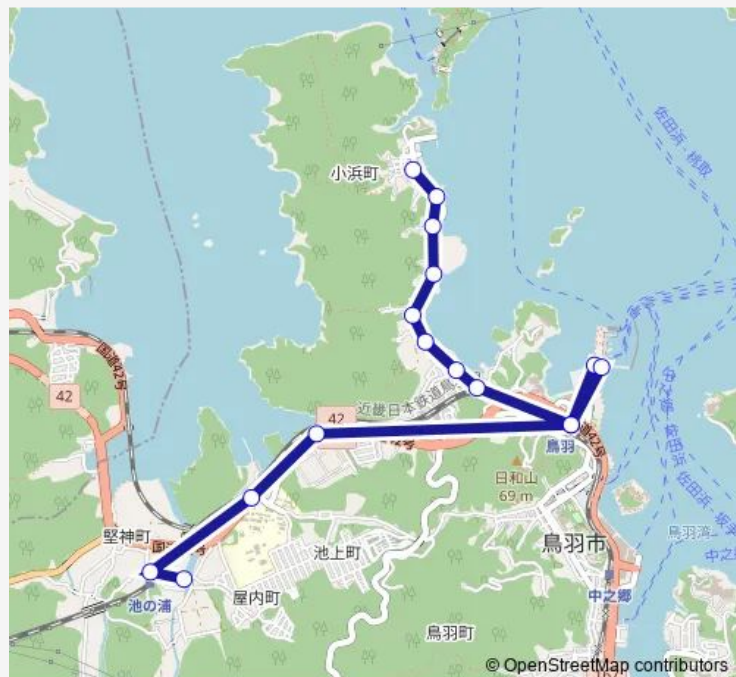 佐田浜 - 桃取
小浜町
国道42号
42
近畿日本鉄道鳥
42
鳥羽
日和山
69 m
佐田浜 - 坂手
鳥羽湾
堅神町
池上町
鳥羽市
中之郷
池の浦
屋内町
鳥羽町
© OpenStreetMap contributors